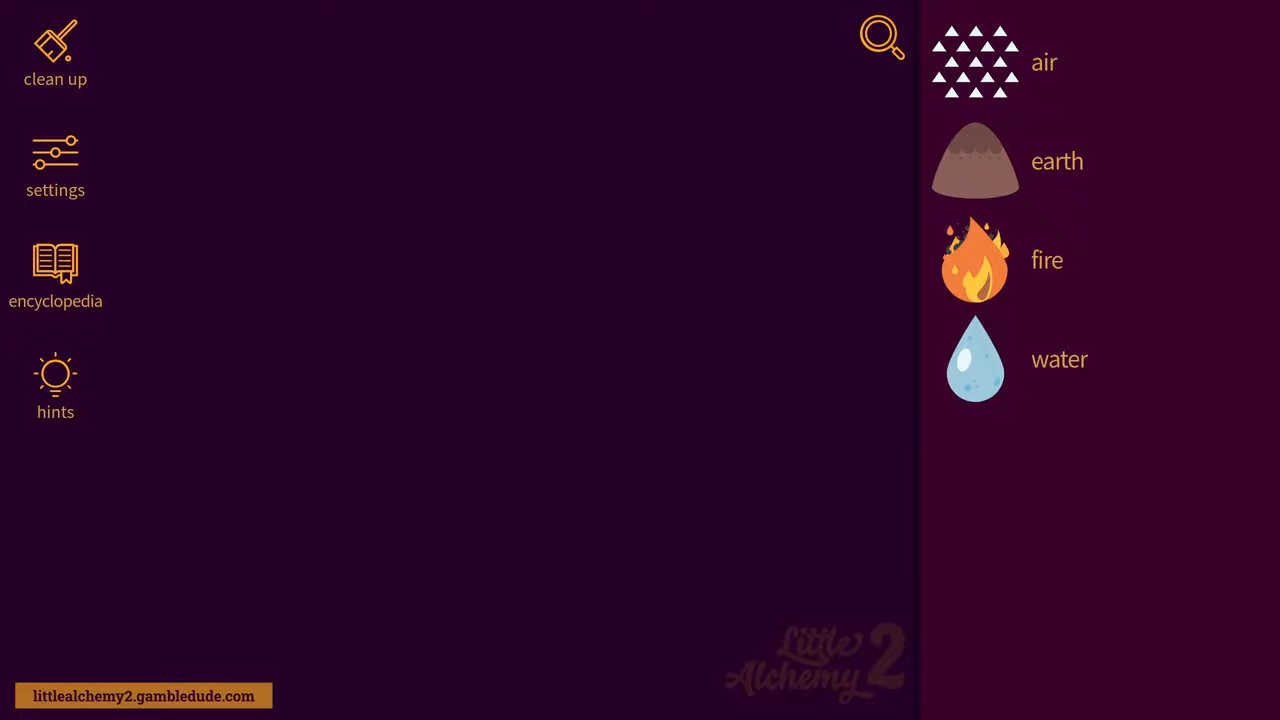 clean up
settings
encyclopedia
hints
air
earth
fire
water
Little
Alchemy 2
littlealchemy2.gambledude.com